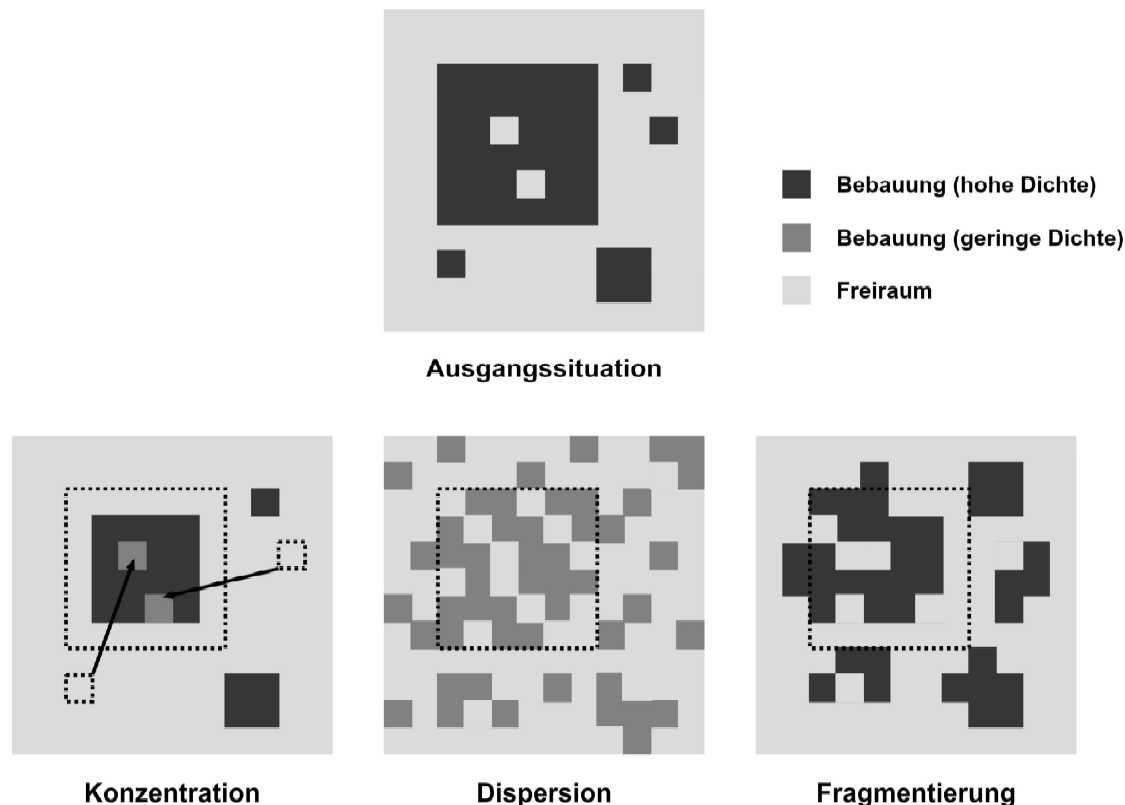 Bebauung (hohe Dichte)
Bebauung (geringe Dichte)
Freiraum
Ausgangssituation
Konzentration
Dispersion
Fragmentierung